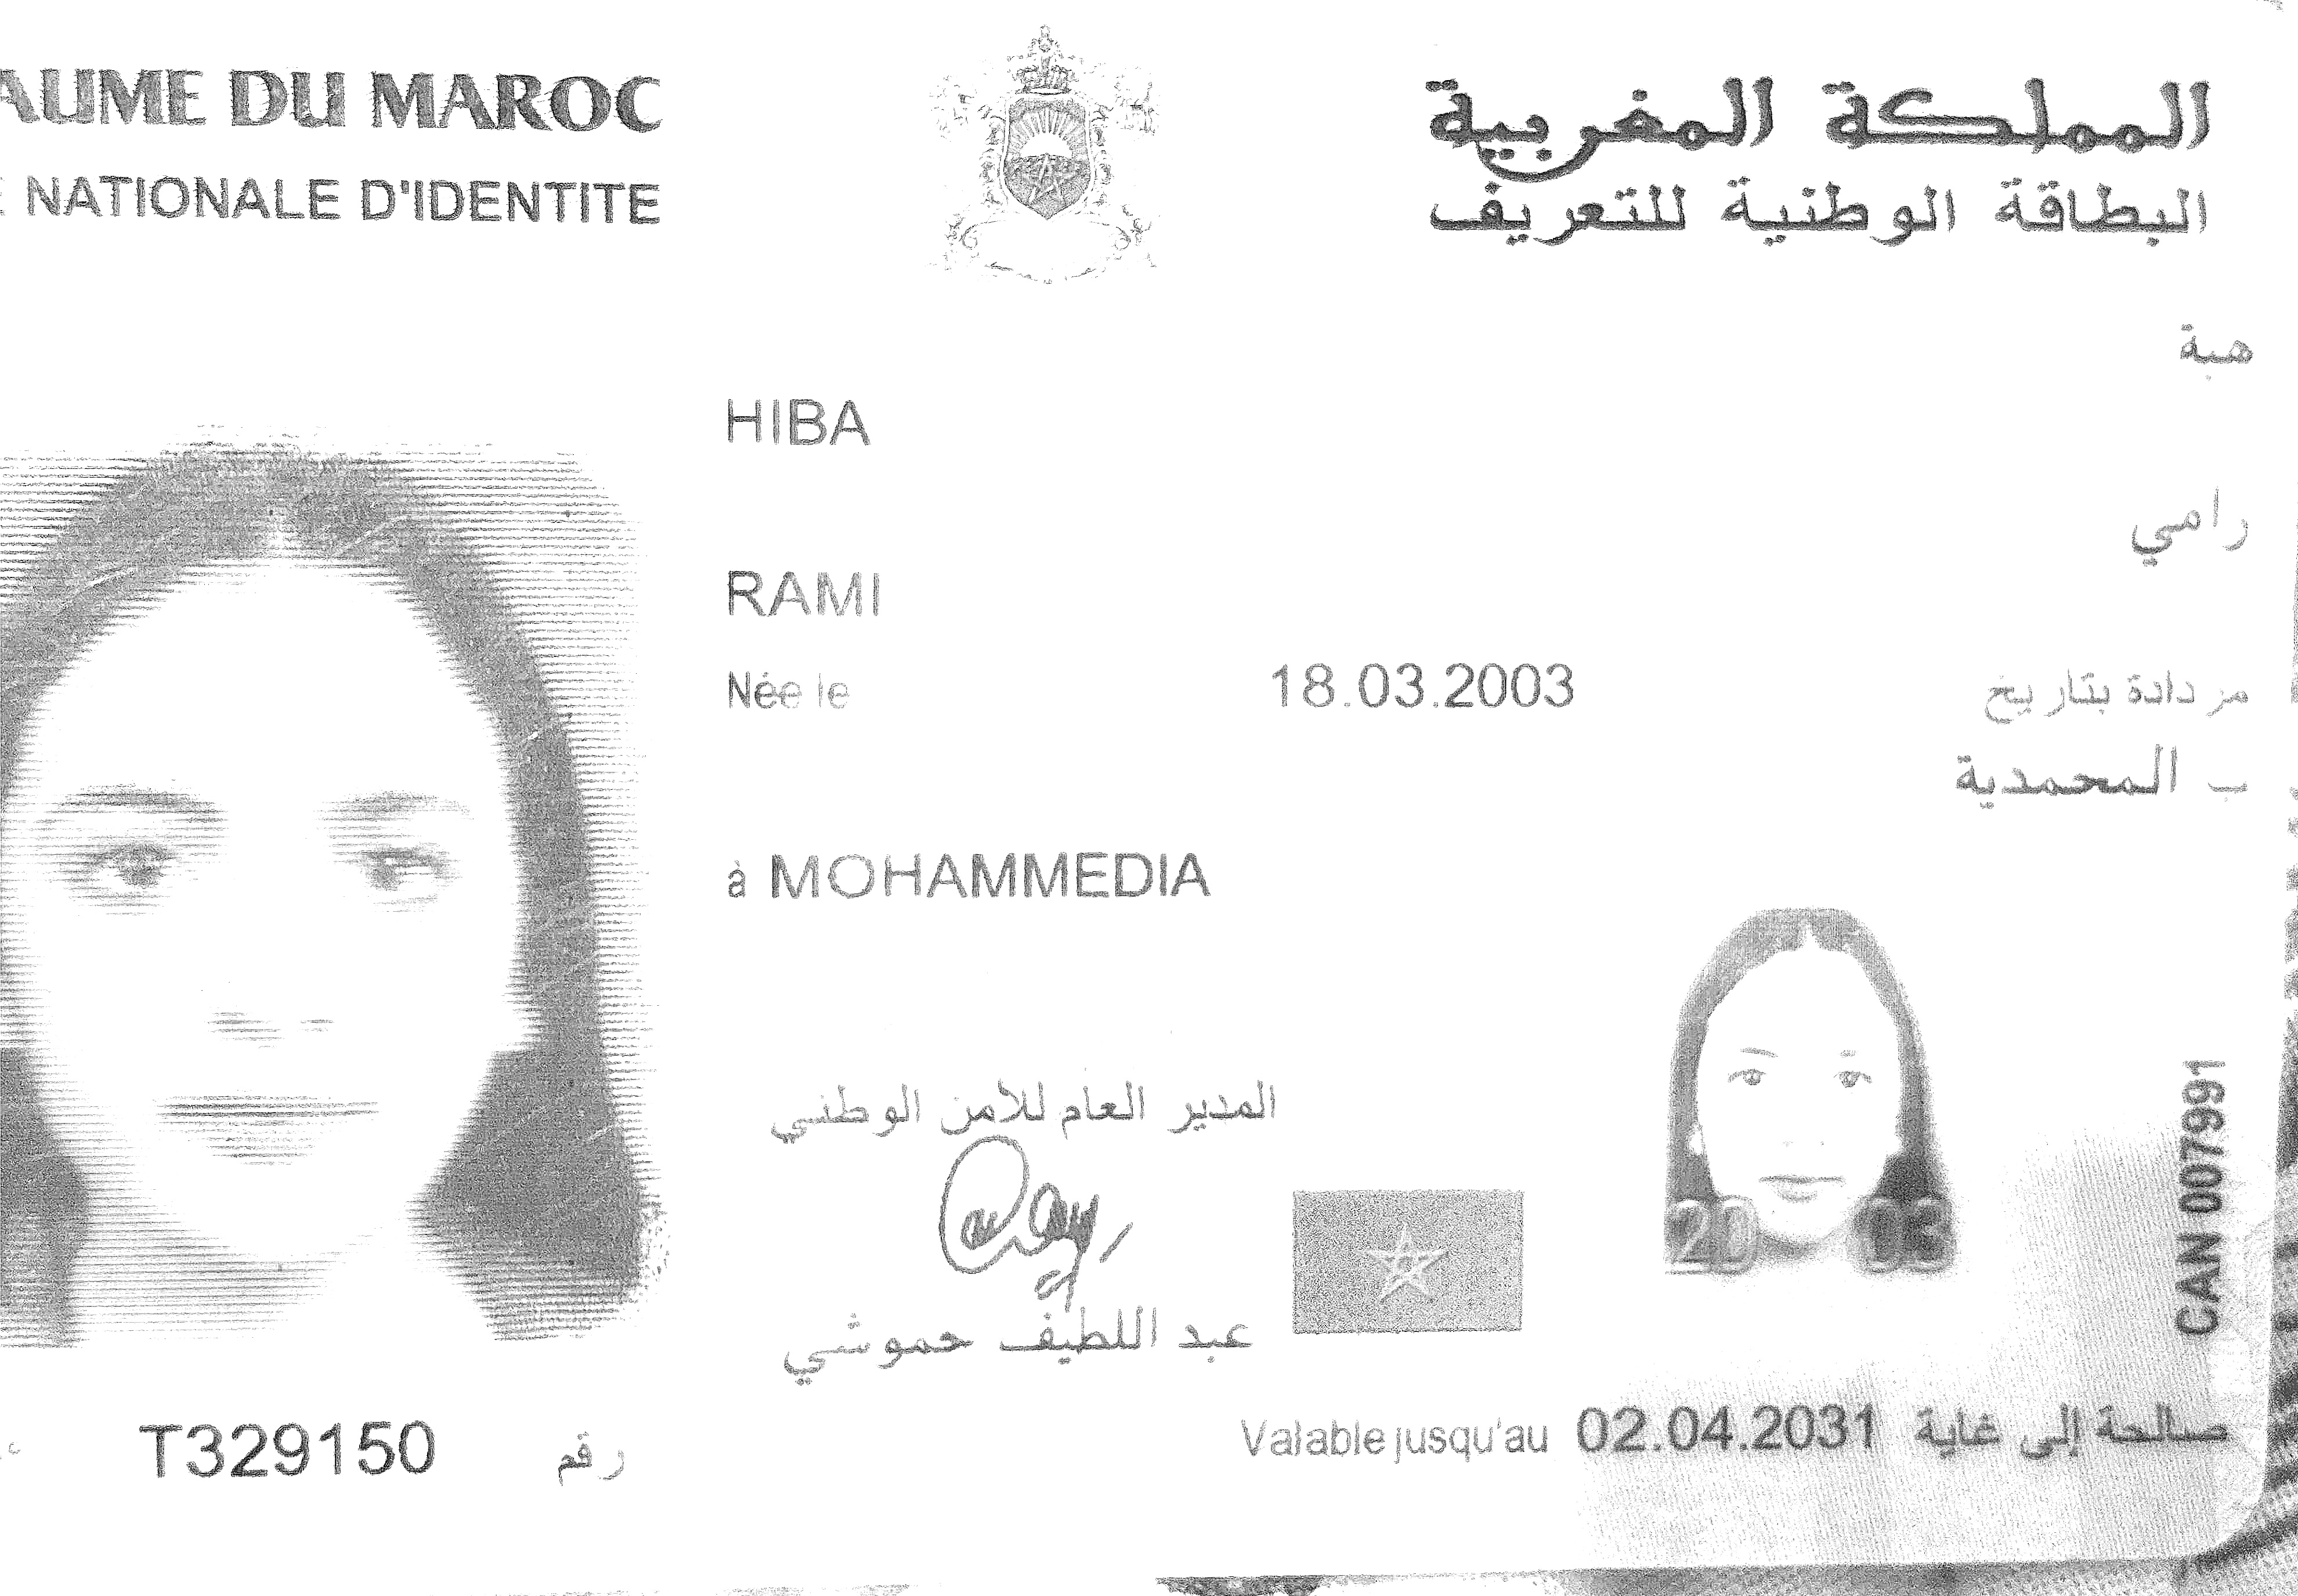 AUME DU MAROC
المملكة المغربية
NATIONALE D'IDENTITE
البطاقة الوطنية للتعريف
هبة
HIBA
رامي
RAMI
Née le 18.03.2003 مزدادة بتاريخ
ب المحمدية
à MOHAMMEDIA
المدير العام للأمن الوطني
عبد اللطيف حموشي
2003
CAN 007991
T329150 رقم
Valable jusqu'au 02.04.2031 صالحة إلى غاية